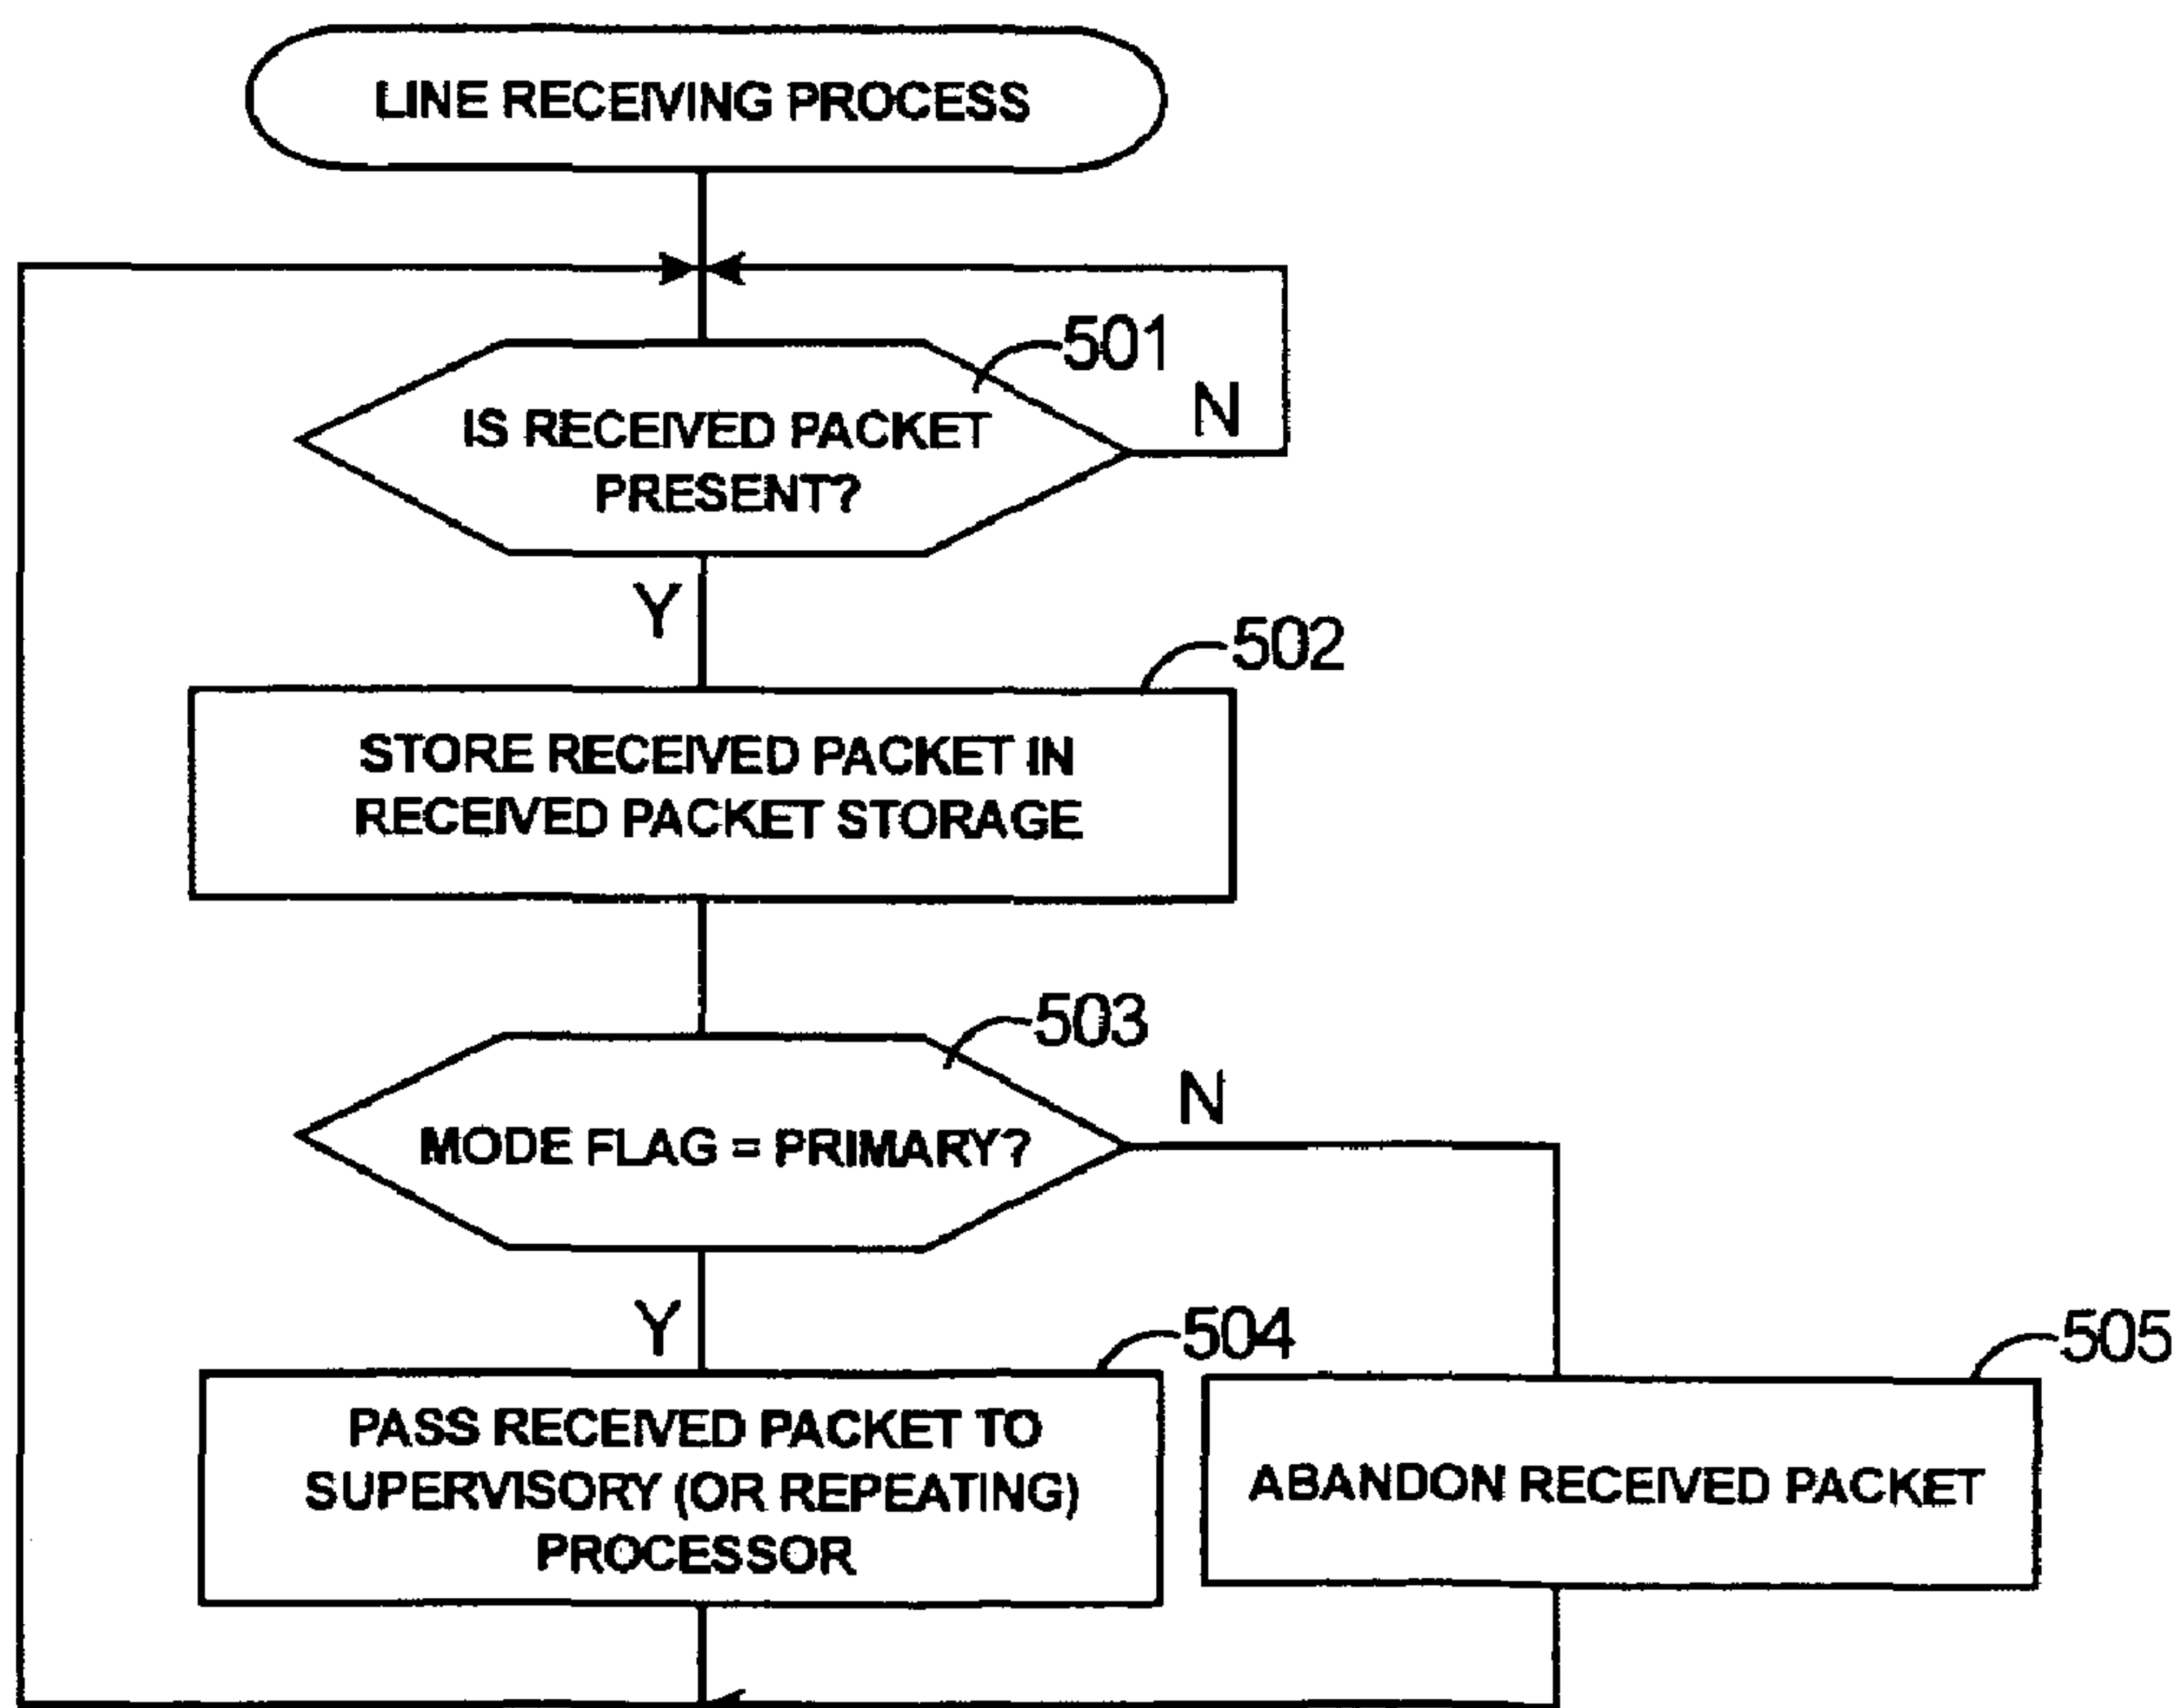 LINE RECEIVING PROCESS
501
N
IS RECEIVED PACKET
PRESENT?
Y
502
STORE RECEIVED PACKET IN
RECEIVED PACKET STORAGE
503
N
MODE FLAG = PRIMARY?
Y
504
505
PASS RECEIVED PACKET TO
SUPERVISORY (OR REPEATING)
PROCESSOR
ABANDON RECEIVED PACKET